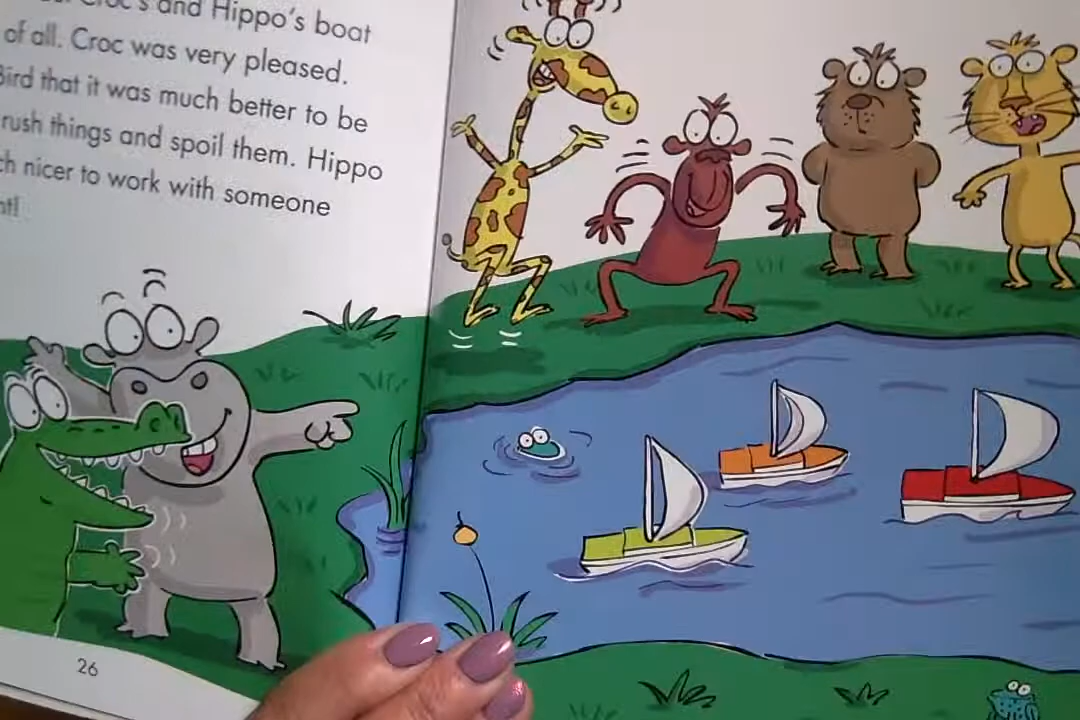 Croc's and Hippo's boat
of all. Croc was very pleased.
Bird that it was much better to be
rush things and spoil them. Hippo
nicer to work with someone
26